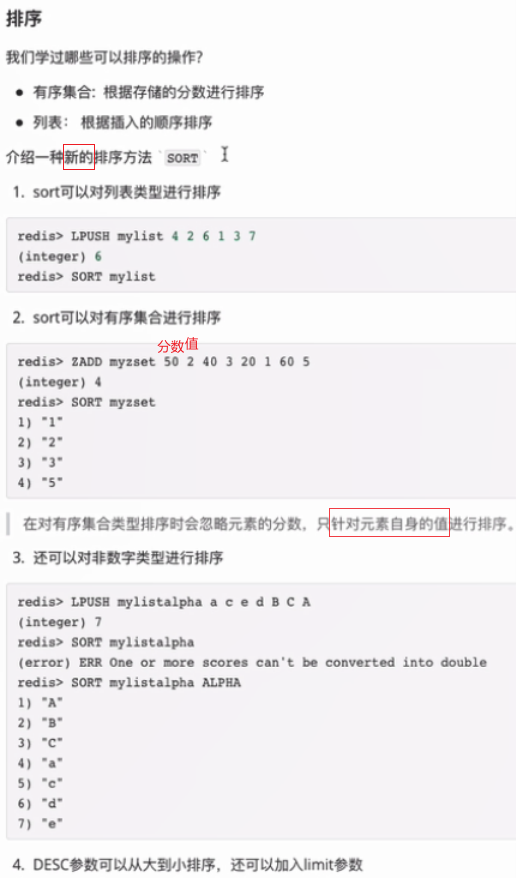 排序
我们学过哪些可以排序的操作?
● 有序集合: 根据存储的分数进行排序
● 列表: 根据插入的顺序排序
介绍一种新的排序方法 `SORT`
1. sort可以对列表类型进行排序
redis> LPUSH mylist 4 2 6 1 3 7
(integer) 6
redis> SORT mylist
2. sort可以对有序集合进行排序
分数值
redis> ZADD myzset 50 2 40 3 20 1 60 5
(integer) 4
redis> SORT myzset
1) "1"
2) "2"
3) "3"
4) "5"
在对有序集合类型排序时会忽略元素的分数，只针对元素自身的值进行排序。
3. 还可以对非数字类型进行排序
redis> LPUSH mylistalpha a c e d B C A
(integer) 7
redis> SORT mylistalpha
(error) ERR One or more scores can't be converted into double
redis> SORT mylistalpha ALPHA
1) "A"
2) "B"
3) "C"
4) "a"
5) "c"
6) "d"
7) "e"
4. DESC参数可以从大到小排序，还可以加入limit参数